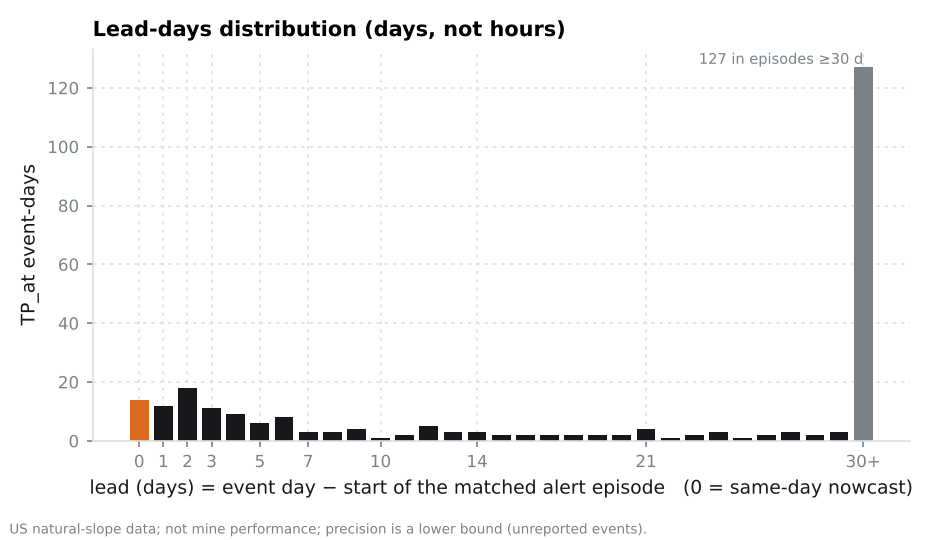 Lead-days distribution (days, not hours)
127 in episodes ≥30 d
120
100
80
60
40
20
0
TP_at event-days
0 1 2 3 5 7 10 14 21 30+
lead (days) = event day − start of the matched alert episode (0 = same-day nowcast)
US natural-slope data; not mine performance; precision is a lower bound (unreported events).